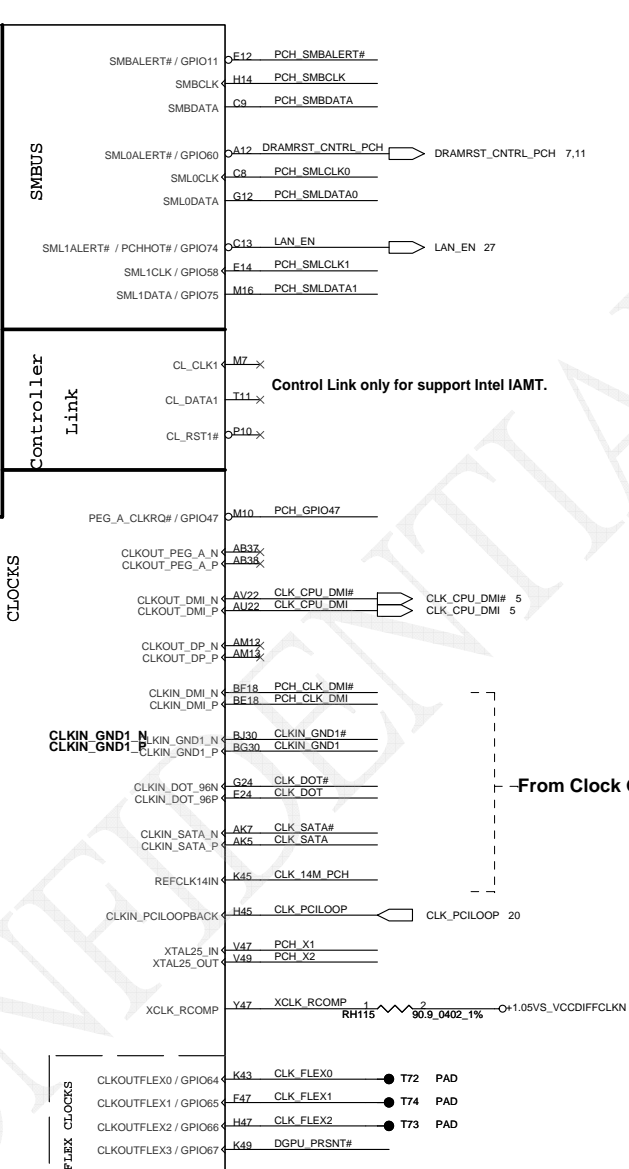 SMBUS
SMBALERT# / GPIO11 E12 PCH_SMBALERT#
SMBCLK H14 PCH_SMBCLK
SMBDATA C9 PCH_SMBDATA
SML0ALERT# / GPIO60 A12 DRAMRST_CNTRL_PCH DRAMRST_CNTRL_PCH 7,11
SML0CLK C8 PCH_SMLCLK0
SML0DATA G12 PCH_SMLDATA0
SML1ALERT# / PCHHOT# / GPIO74 C13 LAN_EN LAN_EN 27
SML1CLK / GPIO58 E14 PCH_SMLCLK1
SML1DATA / GPIO75 M16 PCH_SMLDATA1
Controller
Link
CL_CLK1 M7
Control Link only for support Intel IAMT.
CL_DATA1 T11
CL_RST1# P10
CLOCKS
PEG_A_CLKRQ# / GPIO47 M10 PCH_GPIO47
CLKOUT_PEG_A_N AB37
CLKOUT_PEG_A_P AB38
CLKOUT_DMI_N AV22 CLK_CPU_DMI# CLK_CPU_DMI# 5
CLKOUT_DMI_P AU22 CLK_CPU_DMI CLK_CPU_DMI 5
CLKOUT_DP_N AM12
CLKOUT_DP_P AM13
CLKIN_DMI_N BF18 PCH_CLK_DMI#
CLKIN_DMI_P BE18 PCH_CLK_DMI
CLKIN_GND1_N CLKIN_GND1_N BJ30 CLKIN_GND1#
CLKIN_GND1_P CLKIN_GND1_P BG30 CLKIN_GND1
From Clock
CLKIN_DOT_96N G24 CLK_DOT#
CLKIN_DOT_96P E24 CLK_DOT
CLKIN_SATA_N AK7 CLK_SATA#
CLKIN_SATA_P AK5 CLK_SATA
REFCLK14IN K45 CLK_14M_PCH
CLKIN_PCILOOPBACK H45 CLK_PCILOOP CLK_PCILOOP 20
XTAL25_IN V47 PCH_X1
XTAL25_OUT V49 PCH_X2
XCLK_RCOMP Y47 XCLK_RCOMP 1 2 +1.05VS_VCCDIFFCLKN
RH115 90.9_0402_1%
FLEX CLOCKS
CLKOUTFLEX0 / GPIO64 K43 CLK_FLEX0 T72 PAD
CLKOUTFLEX1 / GPIO65 F47 CLK_FLEX1 T74 PAD
CLKOUTFLEX2 / GPIO66 H47 CLK_FLEX2 T73 PAD
CLKOUTFLEX3 / GPIO67 K49 DGPU_PRSNT#